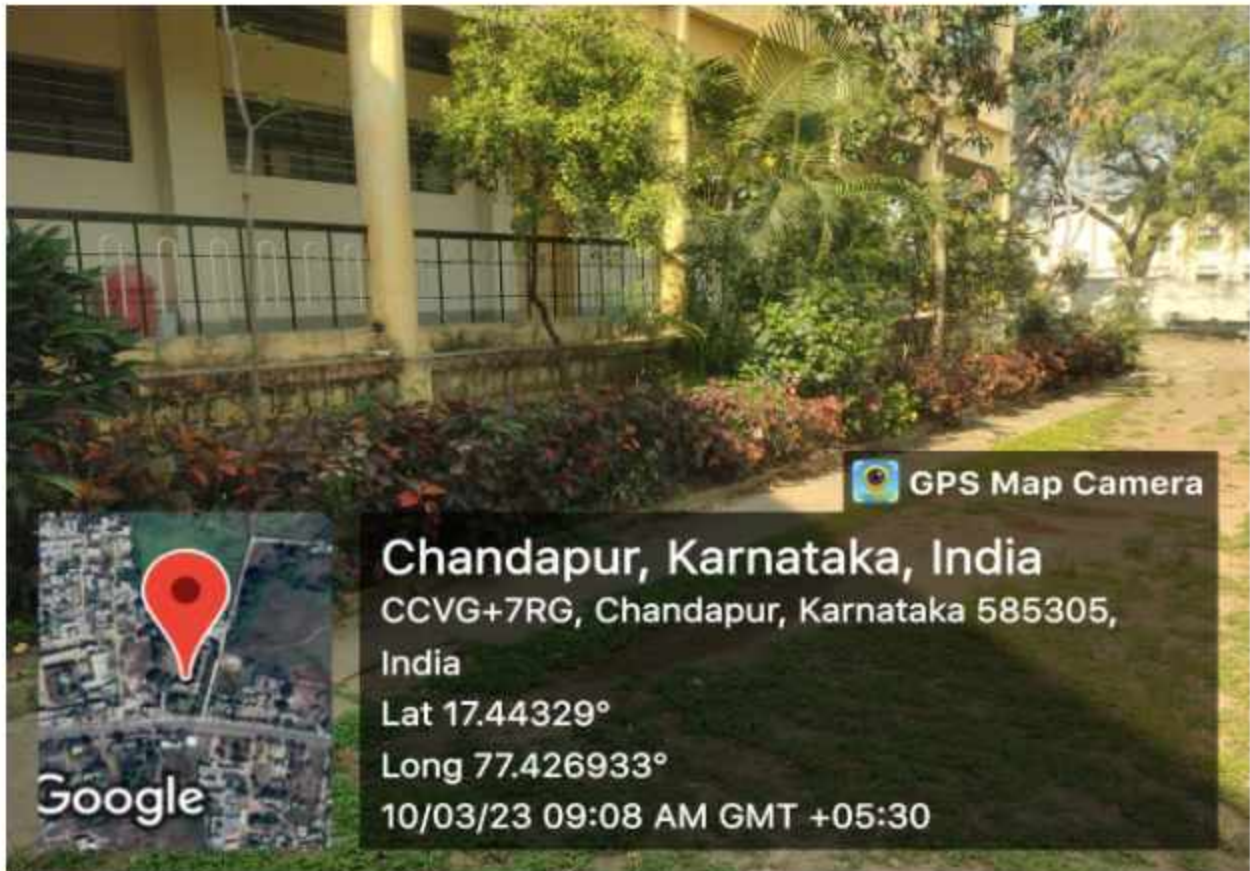 GPS Map Camera
Chandapur, Karnataka, India
CCVG+7RG, Chandapur, Karnataka 585305,
India
Lat 17.44329°
Long 77.426933°
10/03/23 09:08 AM GMT +05:30
Google